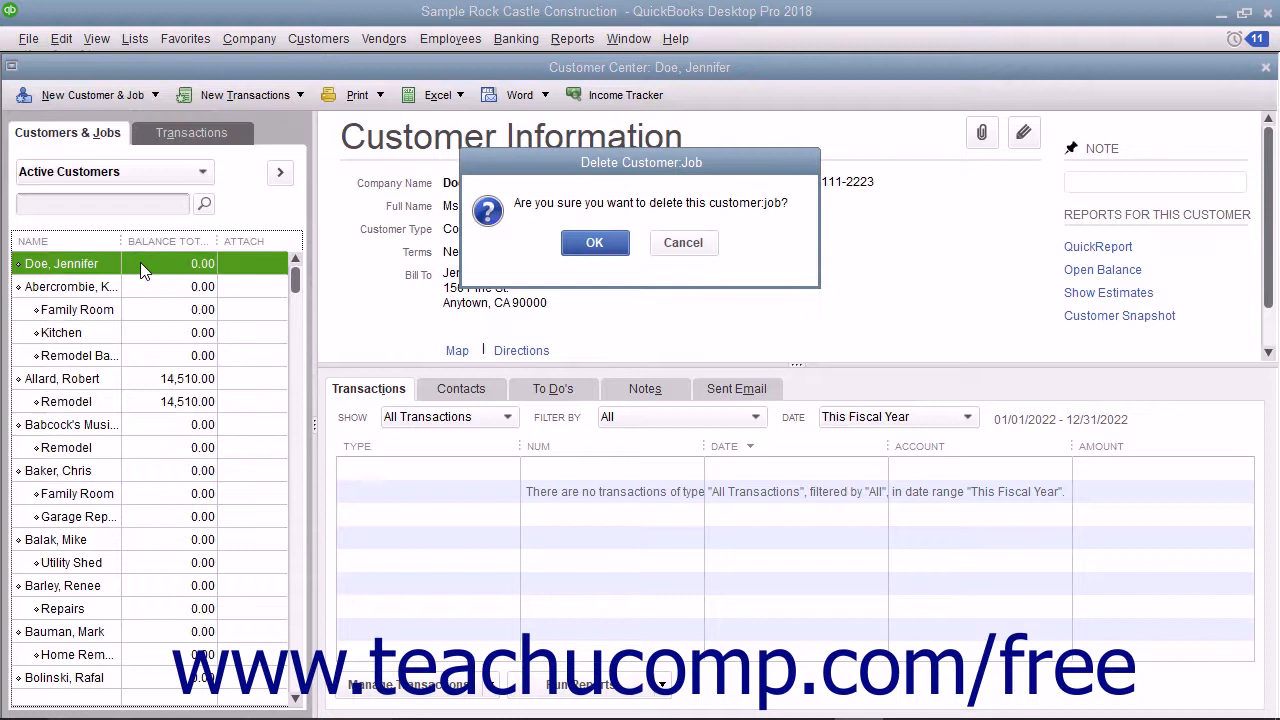 Sample Rock Castle Construction - QuickBooks Desktop Pro 2018
File Edit View Lists Favorites Company Customers Vendors Employees Banking Reports Window Help 11
Customer Center: Doe, Jennifer
New Customer & Job New Transactions Print Excel Word Income Tracker
Customers & Jobs Transactions
Active Customers
NAME BALANCE TOT... ATTACH
Doe, Jennifer 0.00
Abercrombie, K... 0.00
Family Room 0.00
Kitchen 0.00
Remodel Ba... 0.00
Allard, Robert 14,510.00
Remodel 14,510.00
Babcock's Musi... 0.00
Remodel 0.00
Baker, Chris 0.00
Family Room 0.00
Garage Rep... 0.00
Balak, Mike 0.00
Utility Shed 0.00
Barley, Renee 0.00
Repairs 0.00
Bauman, Mark 0.00
Home Rem... 0.00
Bolinski, Rafal 0.00
Customer Information
Company Name Do 111-2223
Full Name Ms
Customer Type Co
Terms Ne
Bill To Jen
Anytown, CA 90000
Map Directions
Delete Customer:Job
Are you sure you want to delete this customer:job?
OK Cancel
NOTE
REPORTS FOR THIS CUSTOMER
QuickReport
Open Balance
Show Estimates
Customer Snapshot
Transactions Contacts To Do's Notes Sent Email
SHOW All Transactions FILTER BY All DATE This Fiscal Year 01/01/2022 - 12/31/2022
TYPE NUM DATE ACCOUNT AMOUNT
There are no transactions of type "All Transactions", filtered by "All", in date range "This Fiscal Year".
Manage Transactions Run Reports
www.teachucomp.com/free